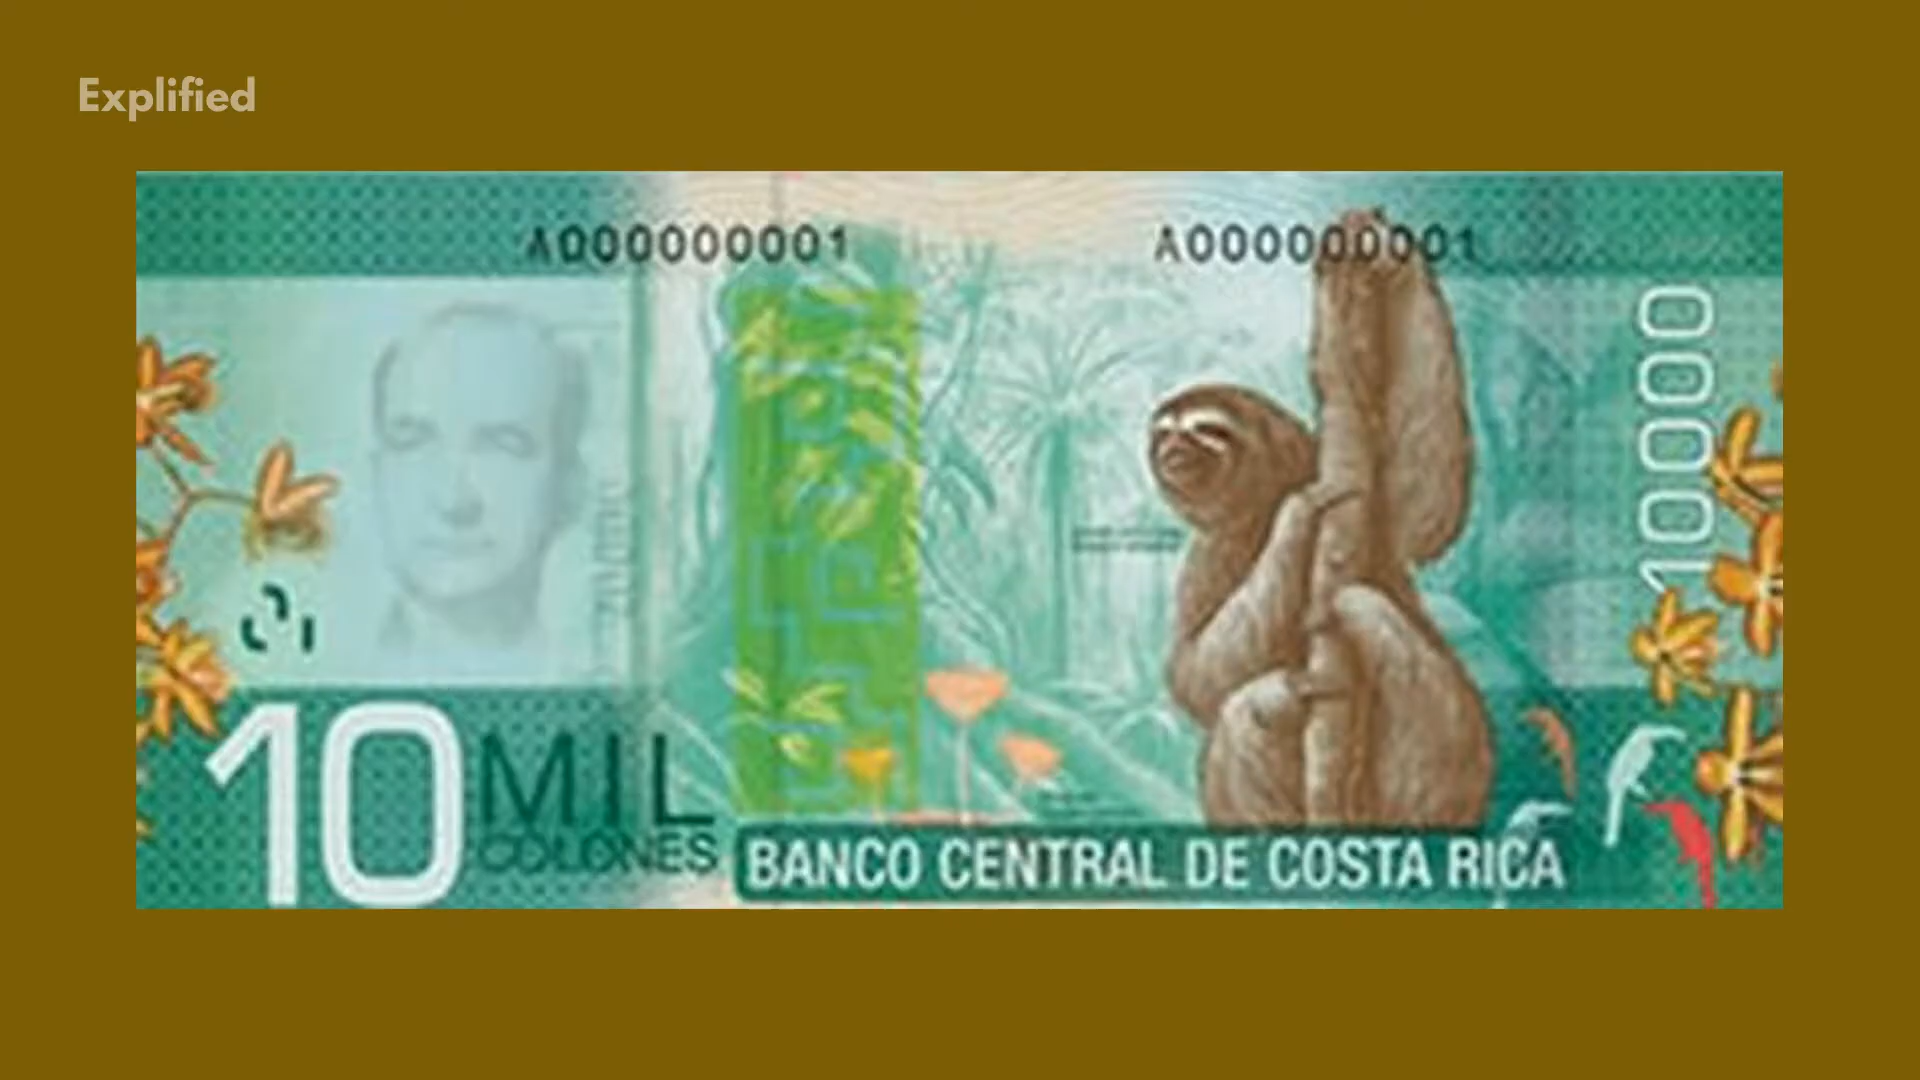 Explified
A000000001
A000000001
10000
10
MIL
COLONES
BANCO CENTRAL DE COSTA RICA